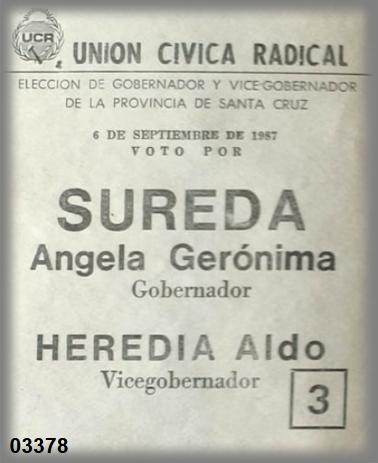 UCR
UNION CIVICA RADICAL
ELECCION DE GOBERNADOR Y VICE-GOBERNADOR
DE LA PROVINCIA DE SANTA CRUZ
6 DE SEPTIEMBRE DE 1987
VOTO POR
SUREDA
Angela Gerónima
Gobernador
HEREDIA Aldo
Vicegobernador
3
03378